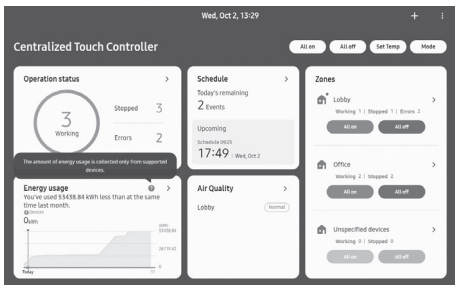 Wed, Oct 2, 13:29
Centralized Touch Controller
All on
All off
Set Temp
Mode
Operation status
3
Working
Stopped 3
Errors 2
The amount of energy usage is collected only from supported
devices.
Energy usage
You've used 53438.84 kWh less than at the same
time last month.
Devices
0kWh
(kWh)
53438.84
26719.42
0
Today
31
Schedule
Today's remaining
2 Events
Upcoming
Schedule 0925
17:49 | Wed, Oct 2
Air Quality
Lobby
Normal
Zones
Lobby
Working 1 | Stopped 1 | Errors 2
All on
All off
Office
Working 2 | Stopped 2
All on
All off
Unspecified devices
Working 0 | Stopped 0
All on
All off